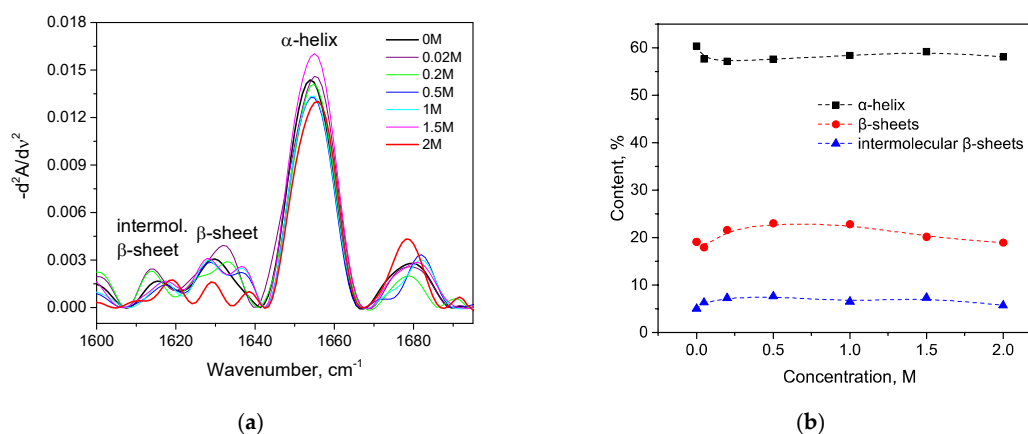 0.018
0.015
0.012
0.009
0.006
0.003
0.000
-d²A/dν²
α-helix
intermol.
β-sheet
β-sheet
0M
0.02M
0.2M
0.5M
1M
1.5M
2M
1600 1620 1640 1660 1680
Wavenumber, cm⁻¹
(a)
60
50
40
30
20
10
0
Content, %
α-helix
β-sheets
intermolecular β-sheets
0.0 0.5 1.0 1.5 2.0
Concentration, M
(b)